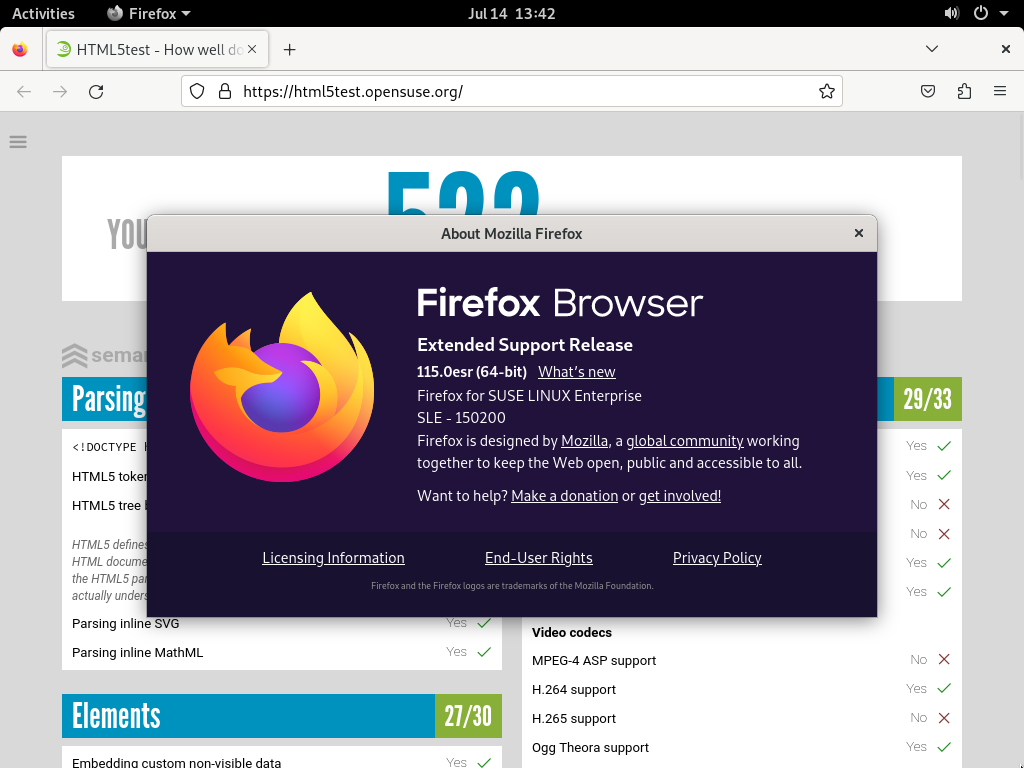 Activities
Firefox
Jul 14 13:42
HTML5test - How well do
https://html5test.opensuse.org/
YOU
522
semar
About Mozilla Firefox
Firefox Browser
Extended Support Release
115.0esr (64-bit) What's new
Firefox for SUSE LINUX Enterprise
SLE - 150200
Firefox is designed by Mozilla, a global community working
together to keep the Web open, public and accessible to all.
Want to help? Make a donation or get involved!
Licensing Information
End-User Rights
Privacy Policy
Firefox and the Firefox logos are trademarks of the Mozilla Foundation.
Parsing
<!DOCTYPE
HTML5 token
HTML5 tree b
HTML5 defines
HTML docume
the HTML5 par
actually unders
Parsing inline SVG Yes
Parsing inline MathML Yes
Elements 27/30
Embedding custom non-visible data Yes
29/33
Yes
Yes
No
No
Yes
Yes
Video codecs
MPEG-4 ASP support No
H.264 support Yes
H.265 support No
Ogg Theora support Yes